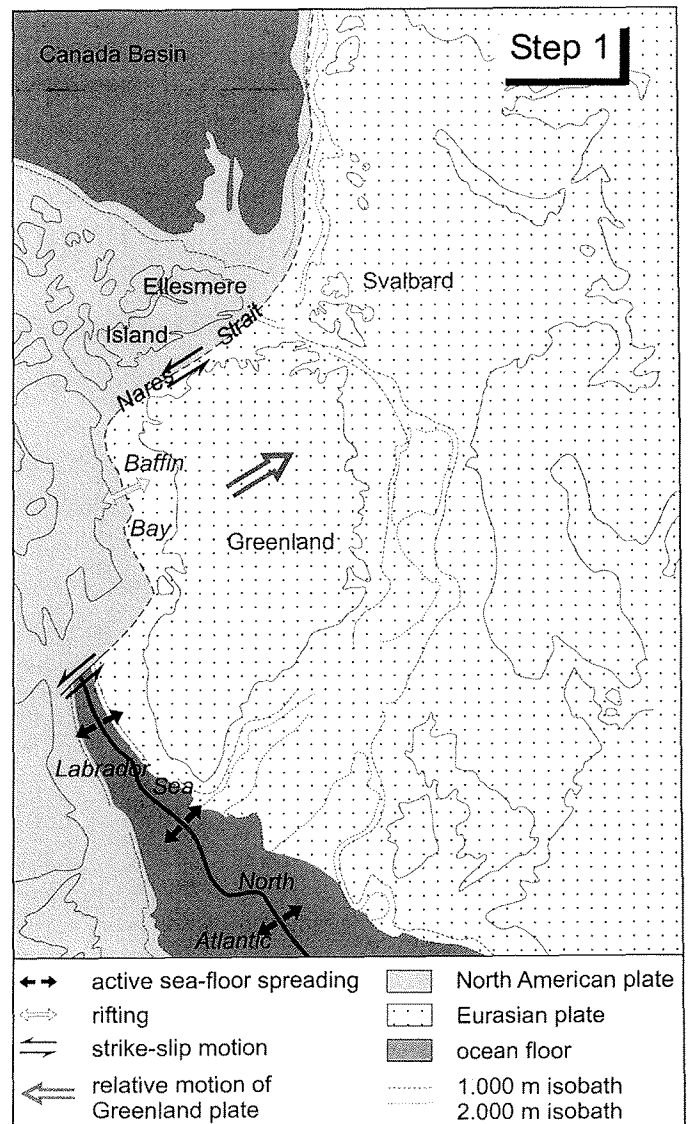 Canada Basin
Step 1
Ellesmere
Svalbard
Island
Nares Strait
Baffin
Bay
Greenland
Labrador Sea
North
Atlantic
active sea-floor spreading
rifting
strike-slip motion
relative motion of
Greenland plate
North American plate
Eurasian plate
ocean floor
1.000 m isobath
2.000 m isobath